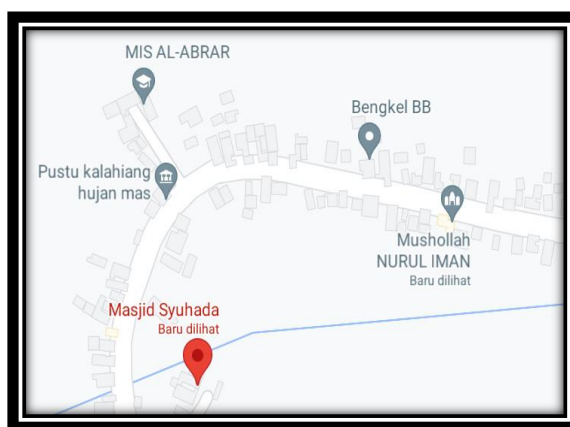 MIS AL-ABRAR
Bengkel BB
Pustu kalahiang
hujan mas
Mushollah
NURUL IMAN
Baru dilihat
Masjid Syuhada
Baru dilihat